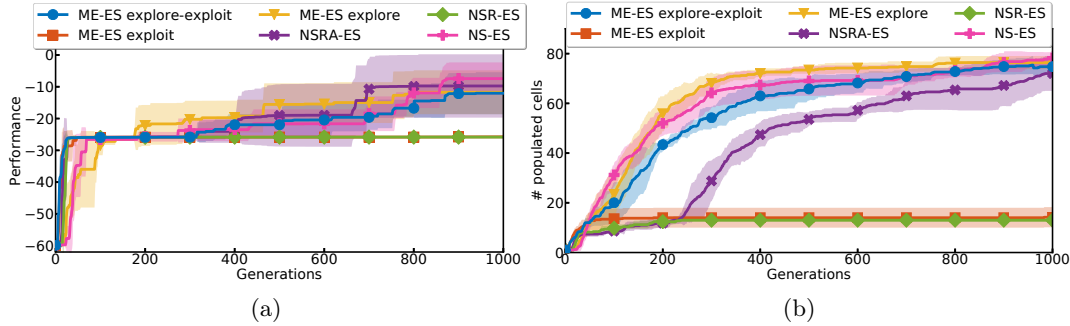 ME-ES explore-exploit ME-ES explore NSR-ES
ME-ES exploit NSRA-ES NS-ES
0
−10
−20
−30
−40
−50
−60
Performance
0 200 400 600 800 1000
Generations
(a)
ME-ES explore-exploit ME-ES explore NSR-ES
ME-ES exploit NSRA-ES NS-ES
80
60
40
20
0
# populated cells
0 200 400 600 800 1000
Generations
(b)